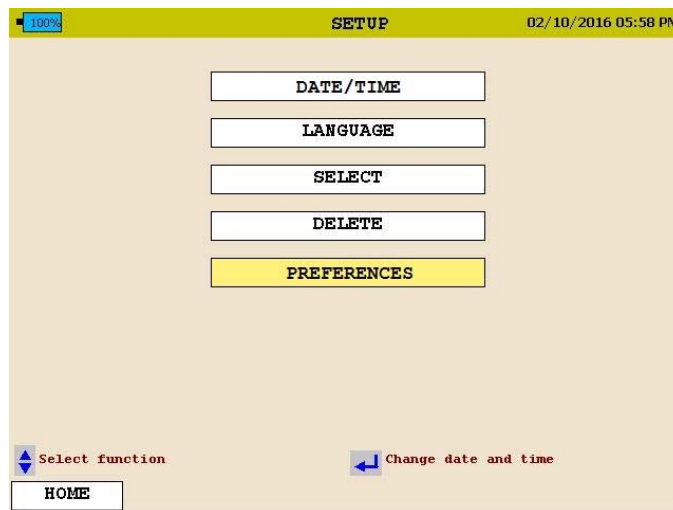 100% SETUP 02/10/2016 05:58 PM
DATE/TIME
LANGUAGE
SELECT
DELETE
PREFERENCES
Select function Change date and time
HOME